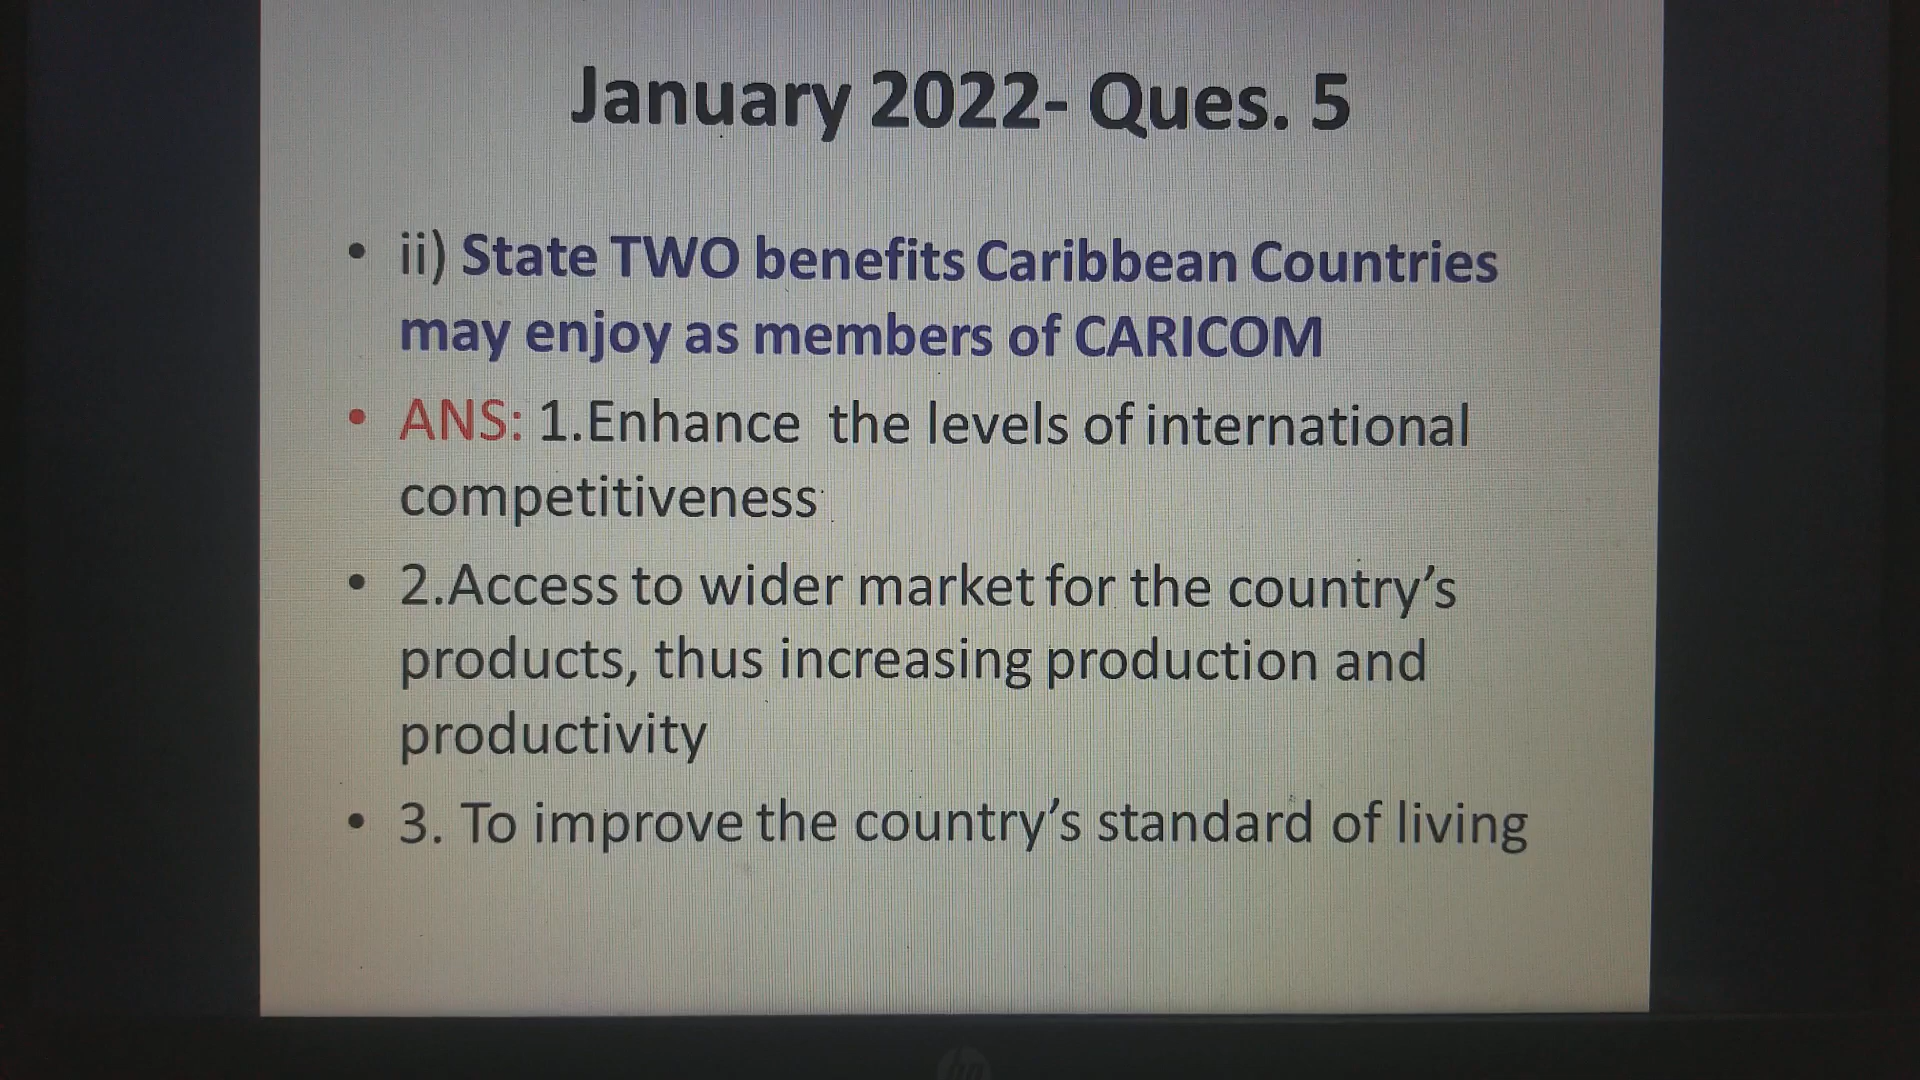 January 2022- Ques. 5
• ii) State TWO benefits Caribbean Countries
may enjoy as members of CARICOM
• ANS: 1.Enhance the levels of international
competitiveness
• 2.Access to wider market for the country's
products, thus increasing production and
productivity
• 3. To improve the country's standard of living
hp